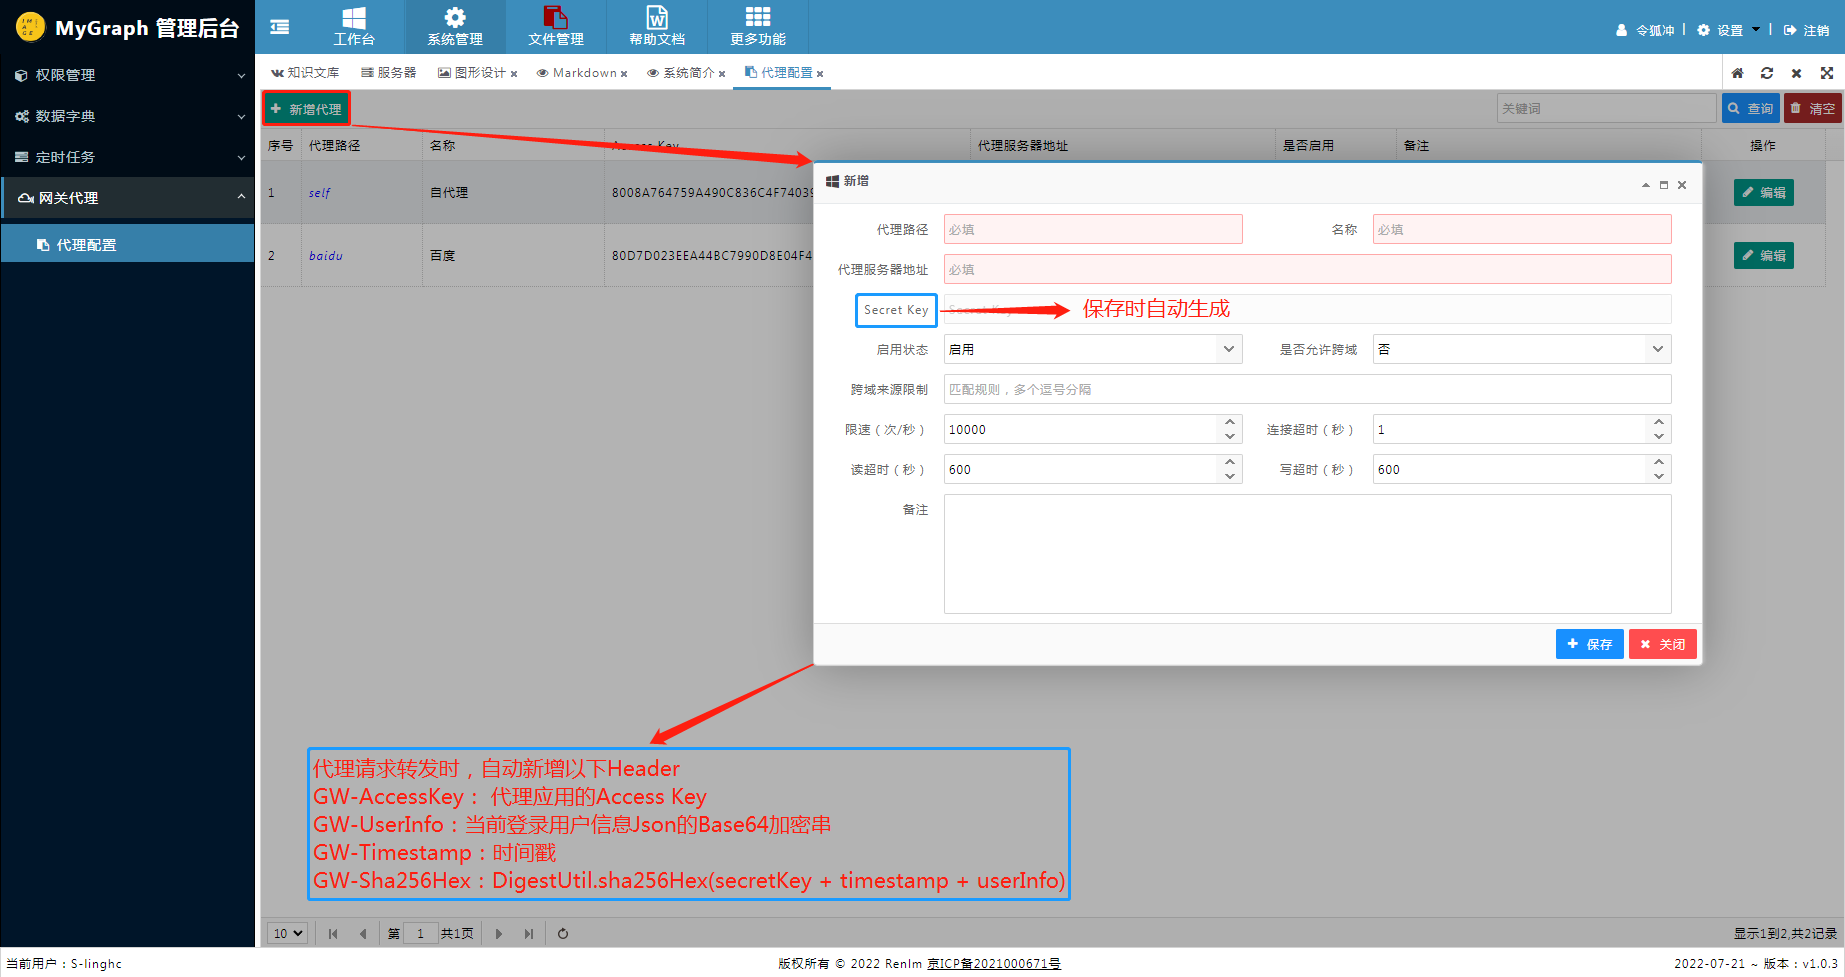 MyGraph 管理后台
工作台
系统管理
文件管理
帮助文档
更多功能
令狐冲
设置
注销
权限管理
数据字典
定时任务
网关代理
代理配置
知识文库
服务器
图形设计
Markdown
系统简介
代理配置
新增代理
关键词
查询
清空
序号 代理路径 名称 Access Key 代理服务器地址 是否启用 备注 操作
1 self 自代理 8008A764759A490C836C4F74039 编辑
2 baidu 百度 80D7D023EEA44BC7990D8E04F4 编辑
新增
代理路径 必填 名称 必填
代理服务器地址 必填
Secret Key 保存时自动生成
启用状态 启用 是否允许跨域 否
跨域来源限制 匹配规则，多个逗号分隔
限速（次/秒） 10000 连接超时（秒） 1
读超时（秒） 600 写超时（秒） 600
备注
保存 关闭
代理请求转发时，自动新增以下Header
GW-AccessKey： 代理应用的Access Key
GW-UserInfo：当前登录用户信息Json的Base64加密串
GW-Timestamp：时间戳
GW-Sha256Hex：DigestUtil.sha256Hex(secretKey + timestamp + userInfo)
10 第 1 共1页 显示1到2,共2记录
当前用户：S-linghc 版权所有 © 2022 Renlm 京ICP备2021000671号 2022-07-21 ~ 版本：v1.0.3